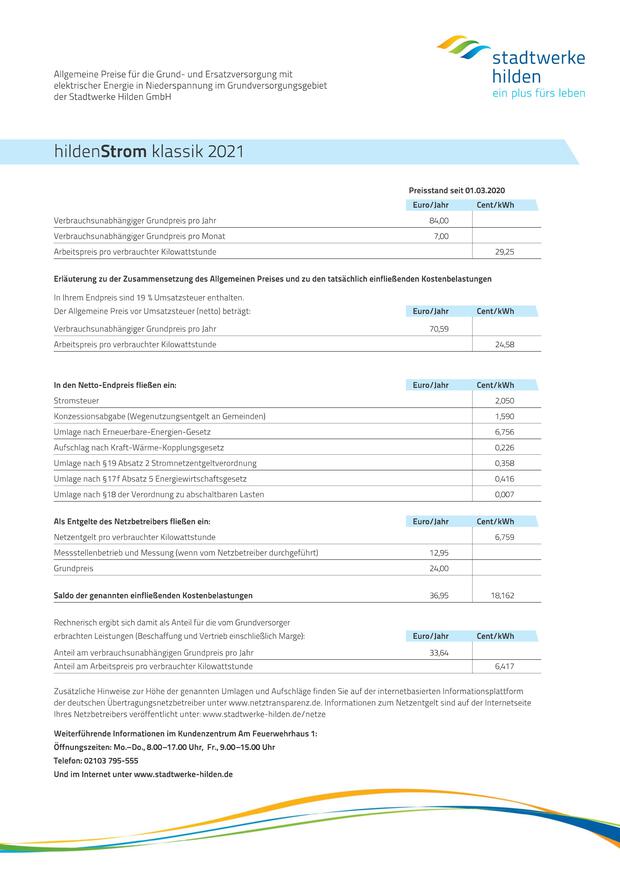 Allgemeine Preise für die Grund- und Ersatzversorgung mit
elektrischer Energie in Niederspannung im Grundversorgungsgebiet
der Stadtwerke Hilden GmbH
stadtwerke
hilden
ein plus fürs leben
hildenStrom klassik 2021
Preisstand seit 01.03.2020
Euro/Jahr Cent/kWh
Verbrauchsunabhängiger Grundpreis pro Jahr 84,00
Verbrauchsunabhängiger Grundpreis pro Monat 7,00
Arbeitspreis pro verbrauchter Kilowattstunde 29,25
Erläuterung zu der Zusammensetzung des Allgemeinen Preises und zu den tatsächlich einfließenden Kostenbelastungen
In Ihrem Endpreis sind 19 % Umsatzsteuer enthalten.
Der Allgemeine Preis vor Umsatzsteuer (netto) beträgt: Euro/Jahr Cent/kWh
Verbrauchsunabhängiger Grundpreis pro Jahr 70,59
Arbeitspreis pro verbrauchter Kilowattstunde 24,58
In den Netto-Endpreis fließen ein: Euro/Jahr Cent/kWh
Stromsteuer 2,050
Konzessionsabgabe (Wegenutzungsentgelt an Gemeinden) 1,590
Umlage nach Erneuerbare-Energien-Gesetz 6,756
Aufschlag nach Kraft-Wärme-Kopplungsgesetz 0,226
Umlage nach §19 Absatz 2 Stromnetzentgeltverordnung 0,358
Umlage nach §17f Absatz 5 Energiewirtschaftsgesetz 0,416
Umlage nach §18 der Verordnung zu abschaltbaren Lasten 0,007
Als Entgelte des Netzbetreibers fließen ein: Euro/Jahr Cent/kWh
Netzentgelt pro verbrauchter Kilowattstunde 6,759
Messstellenbetrieb und Messung (wenn vom Netzbetreiber durchgeführt) 12,95
Grundpreis 24,00
Saldo der genannten einfließenden Kostenbelastungen 36,95 18,162
Rechnerisch ergibt sich damit als Anteil für die vom Grundversorger
erbrachten Leistungen (Beschaffung und Vertrieb einschließlich Marge): Euro/Jahr Cent/kWh
Anteil am verbrauchsunabhängigen Grundpreis pro Jahr 33,64
Anteil am Arbeitspreis pro verbrauchter Kilowattstunde 6,417
Zusätzliche Hinweise zur Höhe der genannten Umlagen und Aufschläge finden Sie auf der internetbasierten Informationsplattform
der deutschen Übertragungsnetzbetreiber unter www.netztransparenz.de. Informationen zum Netzentgelt sind auf der Internetseite
Ihres Netzbetreibers veröffentlicht unter: www.stadtwerke-hilden.de/netze
Weiterführende Informationen im Kundenzentrum Am Feuerwehrhaus 1:
Öffnungszeiten: Mo.–Do., 8.00–17.00 Uhr, Fr., 9.00–15.00 Uhr
Telefon: 02103 795-555
Und im Internet unter www.stadtwerke-hilden.de